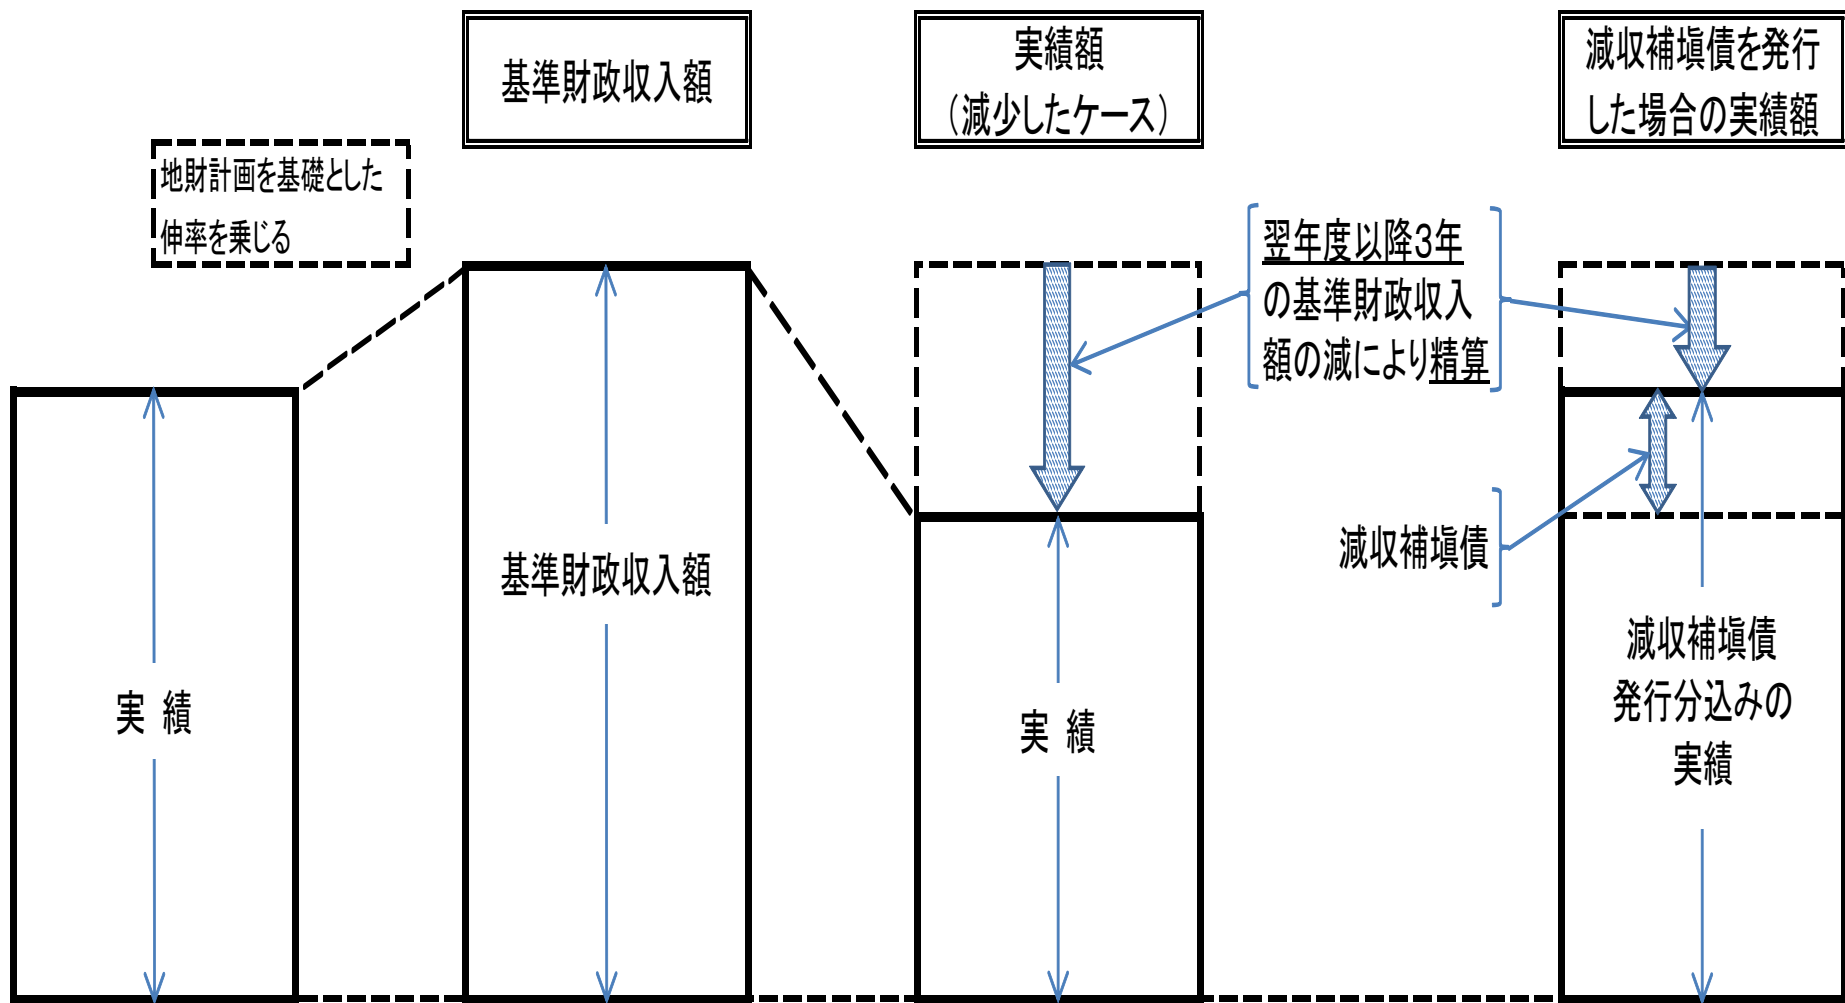 基準財政収入額
実績額
（減少したケース）
減収補塡債を発行
した場合の実績額
地財計画を基礎とした
伸率を乗じる
翌年度以降3年
の基準財政収入
額の減により精算
基準財政収入額
減収補塡債
実 績
実 績
減収補塡債
発行分込みの
実績